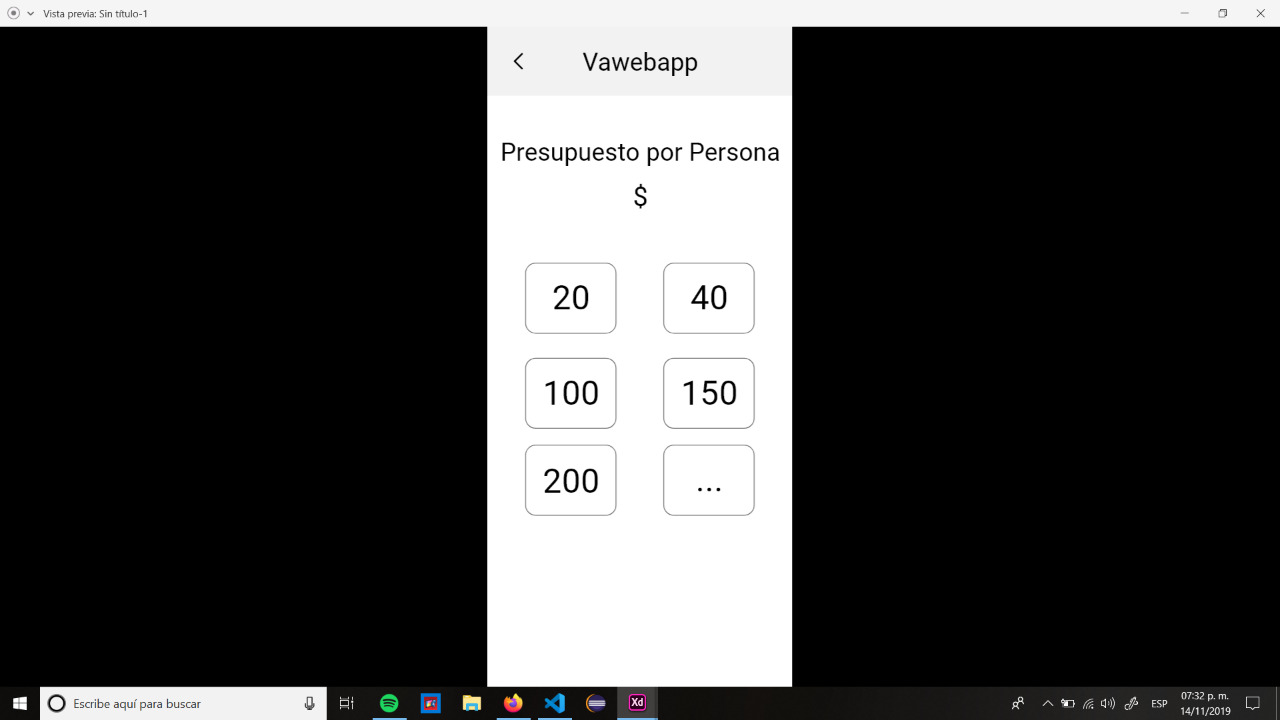 Vista previa: Sin título-1
Vawebapp
Presupuesto por Persona
$
20 40
100 150
200 ...
Escribe aquí para buscar
Xd
ESP
07:32 p. m.
14/11/2019